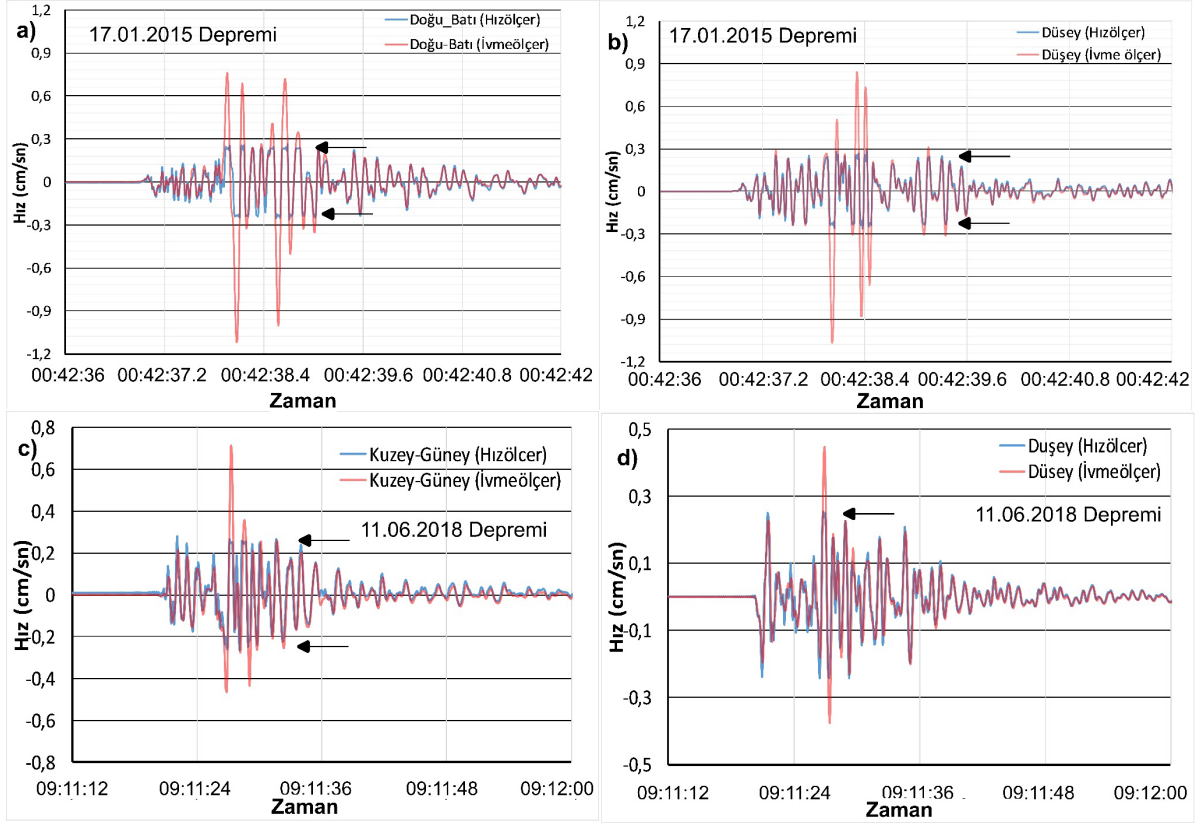 a)
17.01.2015 Depremi
Doğu_Batı (Hızölçer)
Doğu-Batı (İvmeölçer)
Hız (cm/sn)
1,2
0,9
0,6
0,3
0
-0,3
-0,6
-0,9
-1,2
00:42:36 00:42:37.2 00:42:38.4 00:42:39.6 00:42:40.8 00:42:42
Zaman
b)
17.01.2015 Depremi
Düsey (Hızölçer)
Düşey (İvme ölçer)
Hız (cm/sn)
1,2
0,9
0,6
0,3
0
-0,3
-0,6
-0,9
-1,2
00:42:36 00:42:37.2 00:42:38.4 00:42:39.6 00:42:40.8 00:42:42
Zaman
c)
Kuzey-Güney (Hızölcer)
Kuzey-Güney (İvmeölçer)
11.06.2018 Depremi
Hız (cm/sn)
0,8
0,6
0,4
0,2
0
-0,2
-0,4
-0,6
-0,8
09:11:12 09:11:24 09:11:36 09:11:48 09:12:00
Zaman
d)
Duşey (Hızölcer)
Düsey (İvmeölçer)
11.06.2018 Depremi
Hız (cm/sn)
0,5
0,3
0,1
-0,1
-0,3
-0,5
09:11:12 09:11:24 09:11:36 09:11:48 09:12:00
Zaman